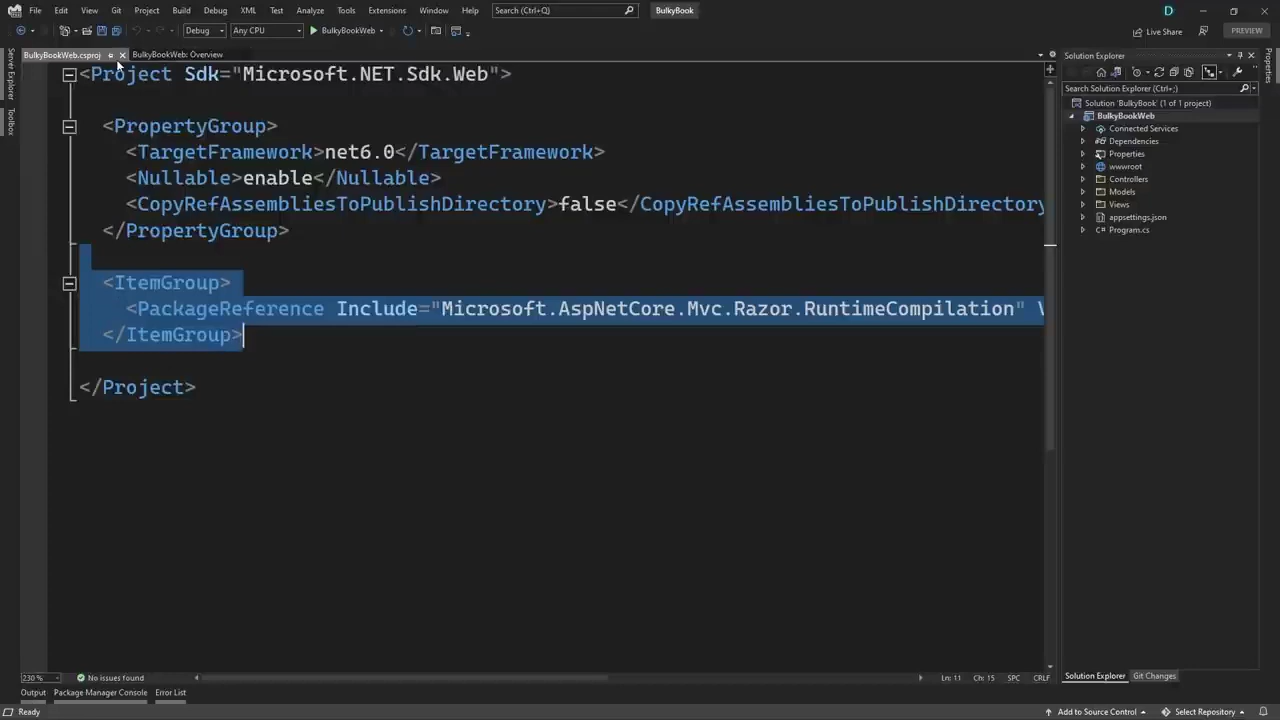 File Edit View Git Project Build Debug XML Test Analyze Tools Extensions Window Help Search (Ctrl+Q) BulkyBook D
Debug Any CPU BulkyBookWeb Live Share PREVIEW
BulkyBookWeb.csproj BulkyBookWeb: Overview
Server Explorer
Toolbox
<Project Sdk="Microsoft.NET.Sdk.Web">
<PropertyGroup>
<TargetFramework>net6.0</TargetFramework>
<Nullable>enable</Nullable>
<CopyRefAssembliesToPublishDirectory>false</CopyRefAssembliesToPublishDirectory
</PropertyGroup>
<ItemGroup>
<PackageReference Include="Microsoft.AspNetCore.Mvc.Razor.RuntimeCompilation" V
</ItemGroup>
</Project>
Solution Explorer
Search Solution Explorer (Ctrl+;)
Solution 'BulkyBook' (1 of 1 project)
BulkyBookWeb
Connected Services
Dependencies
Properties
wwwroot
Controllers
Models
Views
appsettings.json
Program.cs
Properties
230 % No issues found Ln: 11 Ch: 15 SPC CRLF
Solution Explorer Git Changes
Output Package Manager Console Error List
Ready Add to Source Control Select Repository